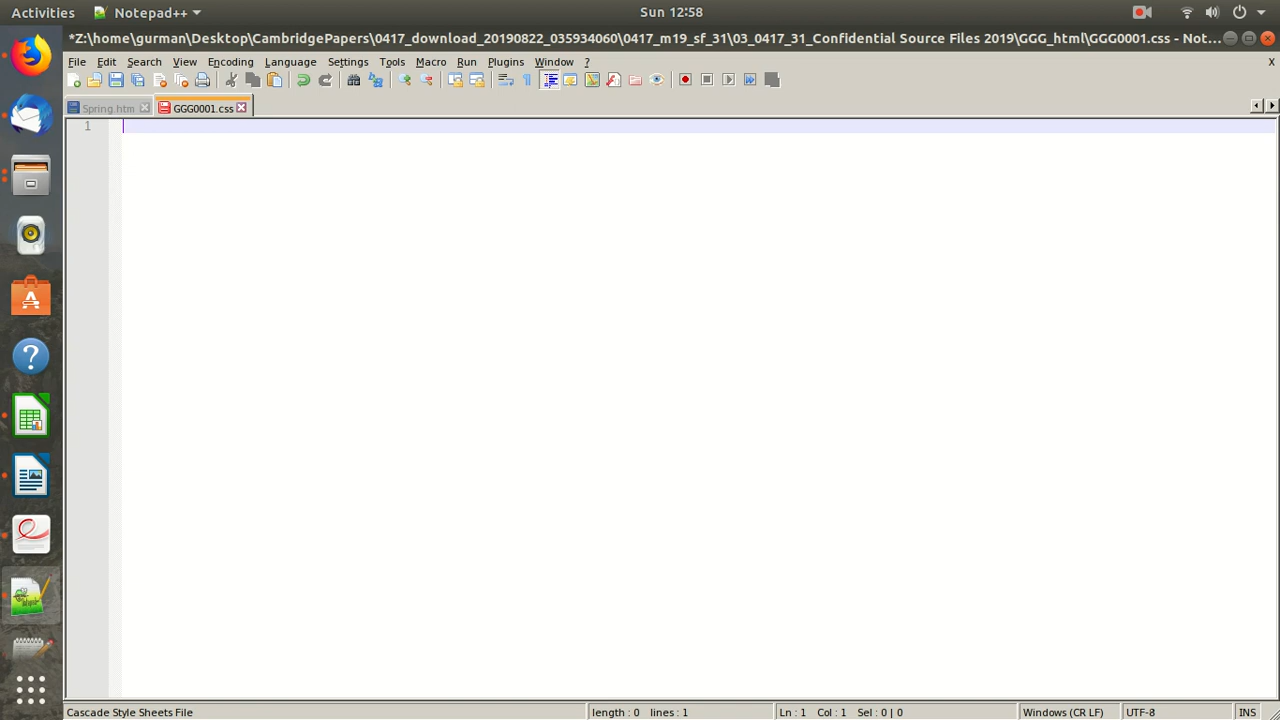 Activities Notepad++ Sun 12:58
*Z:\home\gurman\Desktop\CambridgePapers\0417_download_20190822_035934060\0417_m19_sf_31\03_0417_31_Confidential Source Files 2019\GGG_html\GGG0001.css - Not...
File Edit Search View Encoding Language Settings Tools Macro Run Plugins Window ? X
Spring.htm GGG0001.css
1
Cascade Style Sheets File length : 0 lines : 1 Ln : 1 Col : 1 Sel : 0 | 0 Windows (CR LF) UTF-8 INS